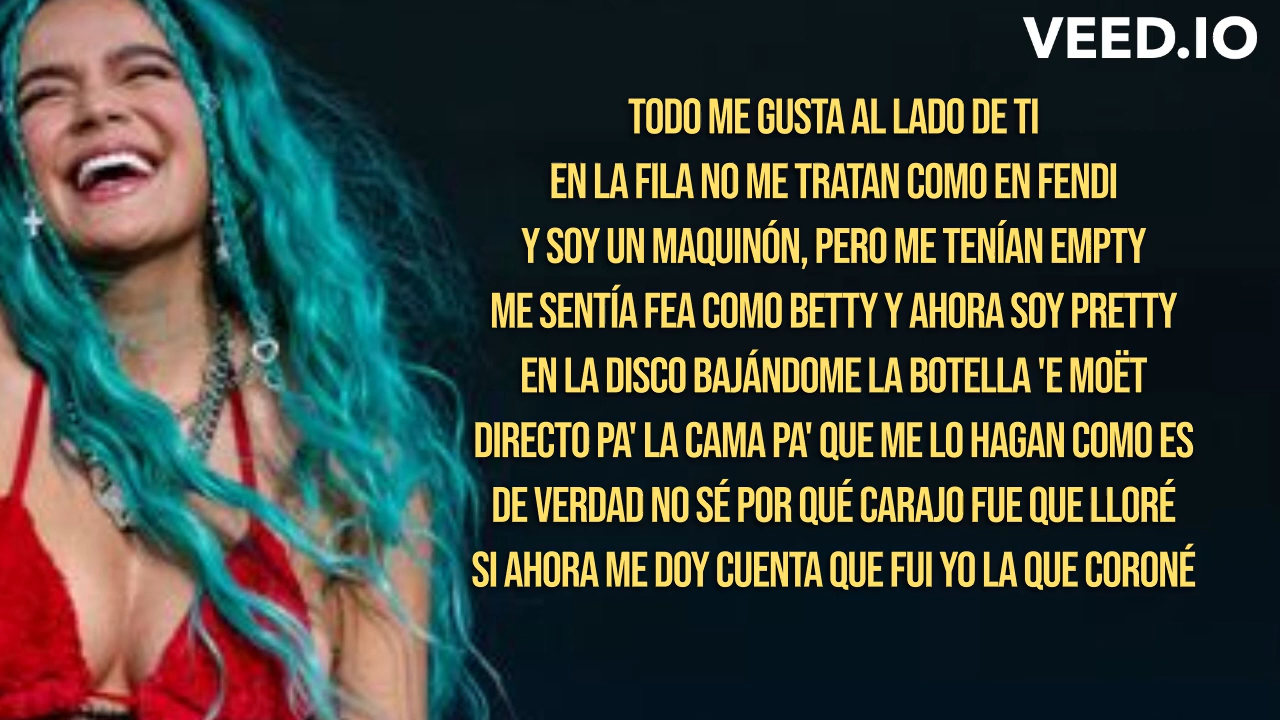 VEED.IO
TODO ME GUSTA AL LADO DE TI
EN LA FILA NO ME TRATAN COMO EN FENDI
Y SOY UN MAQUINÓN, PERO ME TENÍAN EMPTY
ME SENTÍA FEA COMO BETTY Y AHORA SOY PRETTY
EN LA DISCO BAJÁNDOME LA BOTELLA 'E MOËT
DIRECTO PA' LA CAMA PA' QUE ME LO HAGAN COMO ES
DE VERDAD NO SÉ POR QUÉ CARAJO FUE QUE LLORÉ
SI AHORA ME DOY CUENTA QUE FUI YO LA QUE CORONÉ